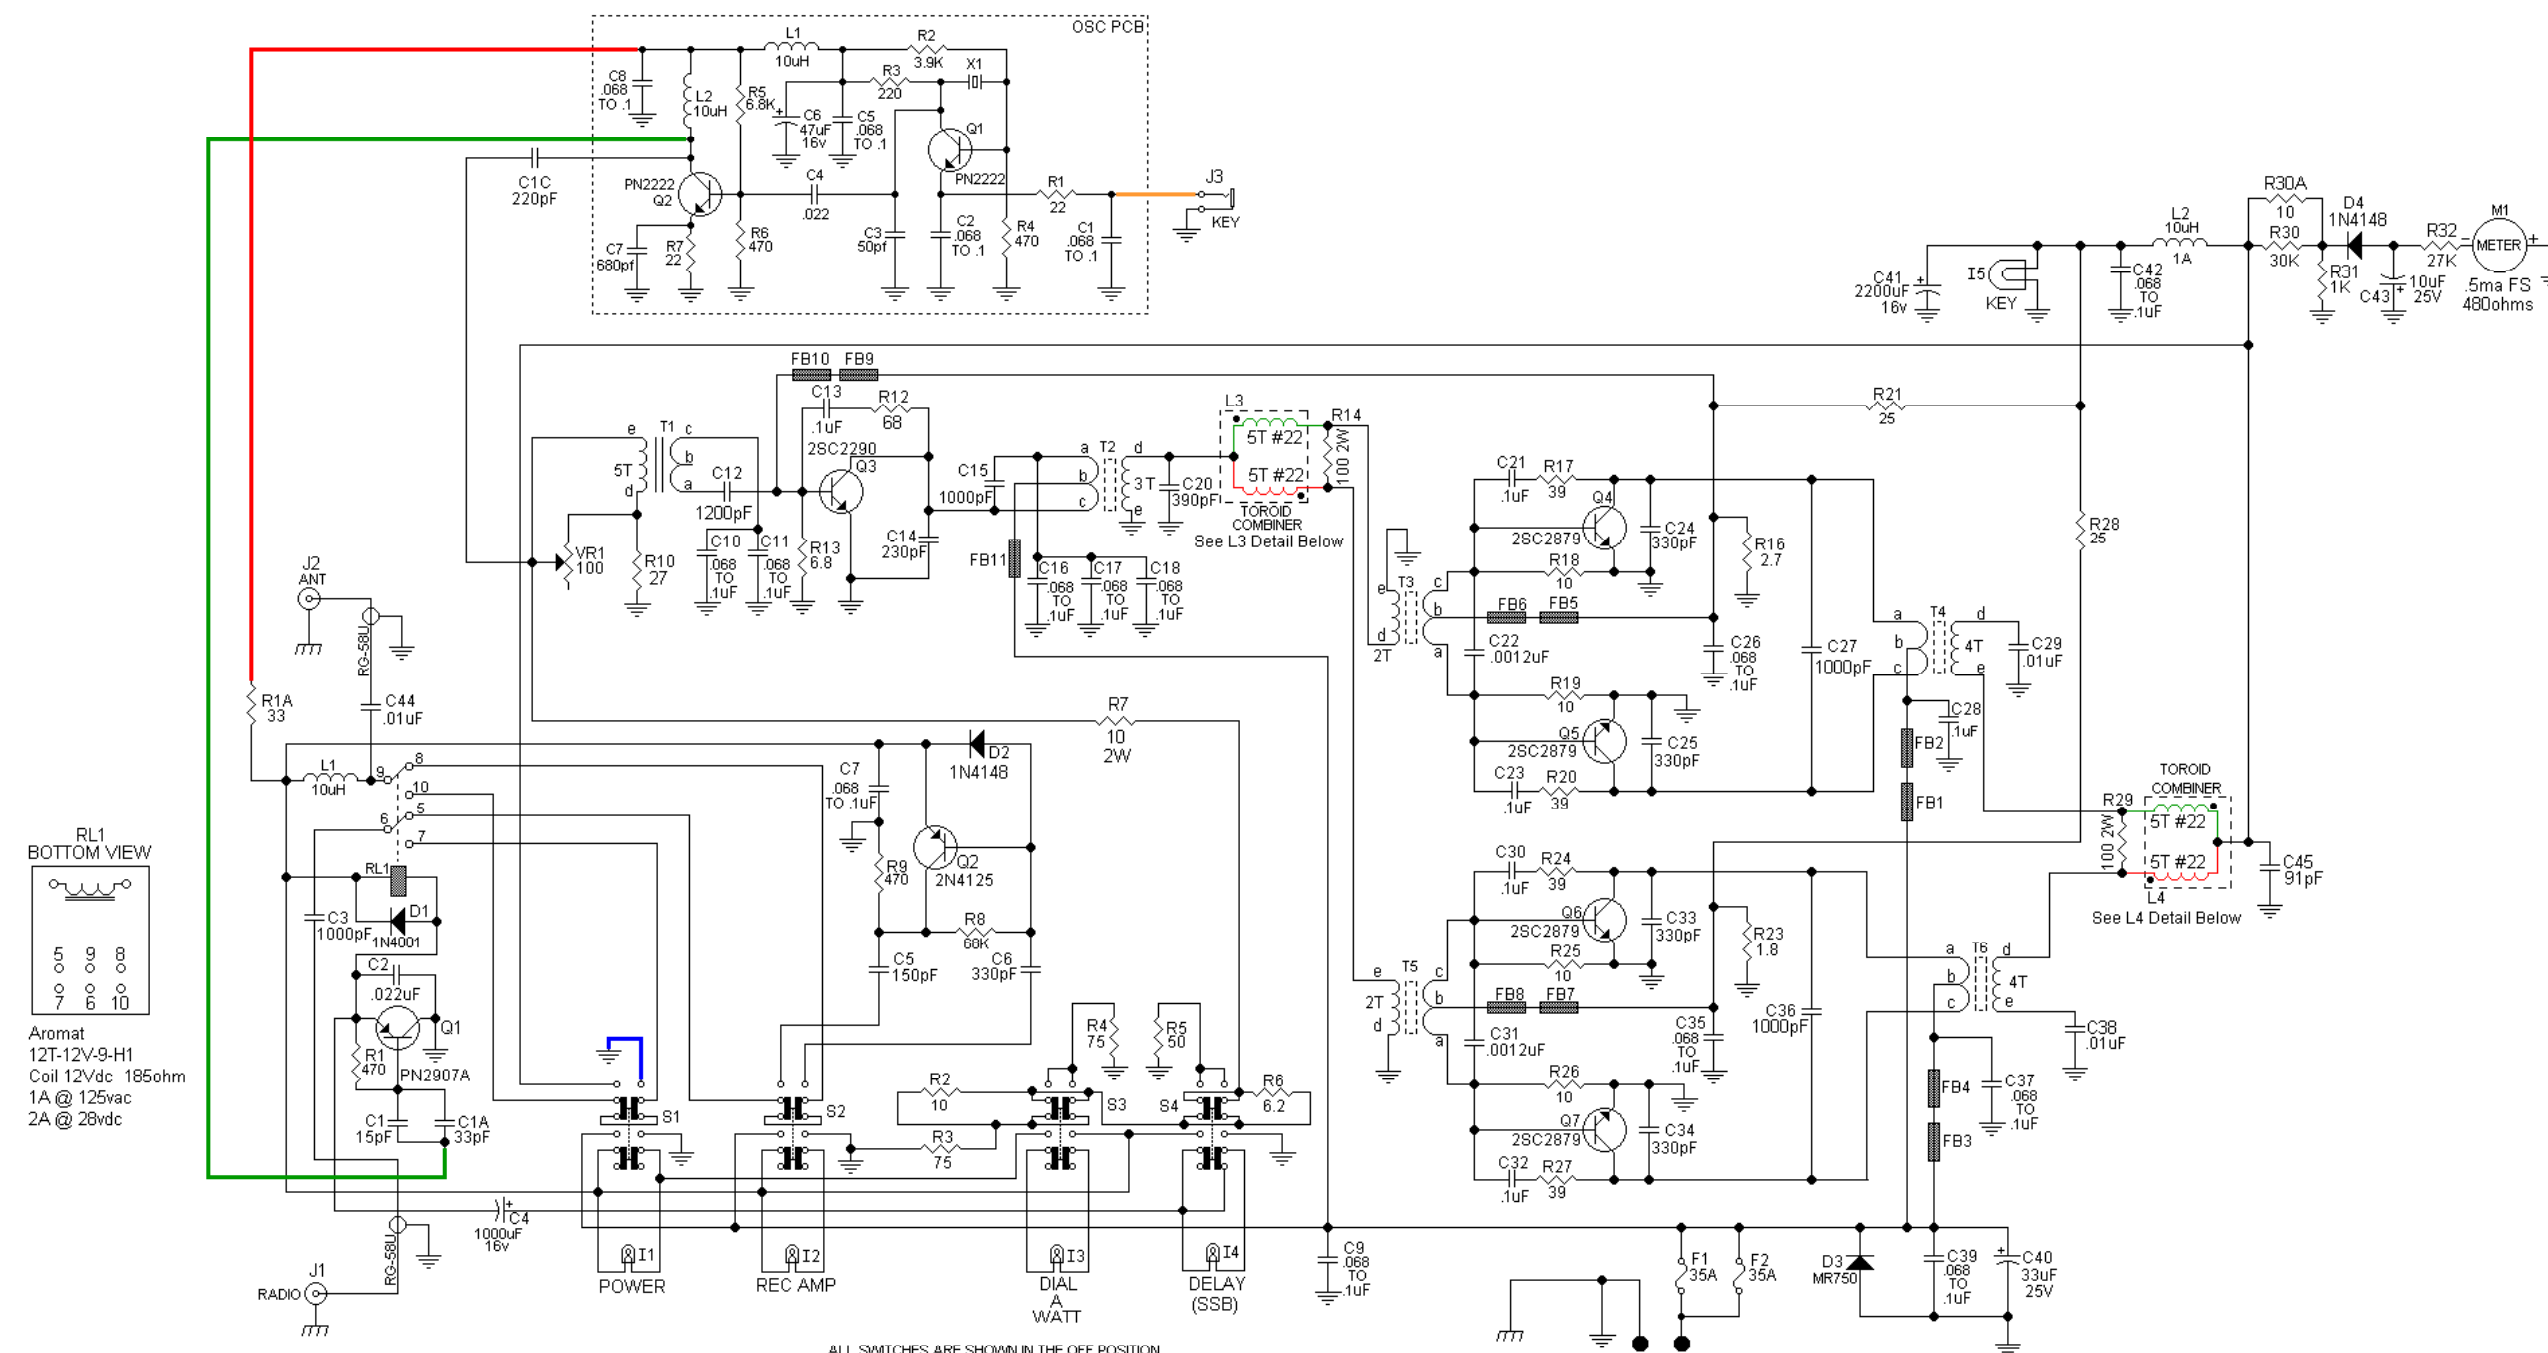 OSC PCB
L1
10uH
R2
3.9K
X1
C8
.068
TO .1
L2
10uH
R5
6.8K
R3
220
C6
47uF
16v
C5
.068
TO .1
Q1
PN2222
C1C
220pF
PN2222
Q2
C4
.022
R1
22
J3
KEY
C7
680pf
R7
22
R6
470
C3
50pf
C2
.068
TO .1
R4
470
C1
.068
TO .1
R30A
10
D4
1N4148
L2
10uH
1A
R30
30K
R32
27K
M1
METER
.5ma FS
480ohms
C41
2200uF
16v
I5
KEY
C42
.068
TO
.1uF
R31
1K
C43
10uF
25V
FB10
FB9
C13
.1uF
R12
68
2SC2290
Q3
T1
e
5T
d
c
b
a
C12
1200pF
VR1
100
R10
27
C10
.068
TO
.1uF
C11
.068
TO
.1uF
R13
6.8
C14
230pF
C15
1000pF
a
b
c
T2
d
3T
e
C20
390pF
L3
5T #22
5T #22
TOROID
COMBINER
See L3 Detail Below
R14
100 2W
FB11
C16
.068
TO
.1uF
C17
.068
TO
.1uF
C18
.068
TO
.1uF
R21
25
R28
25
C21
.1uF
R17
39
Q4
2SC2879
R18
10
C24
330pF
R16
2.7
e
T3
c
b
d
a
2T
FB6
FB5
C22
.0012uF
C26
.068
TO
.1uF
C27
1000pF
R19
10
Q5
2SC2879
C25
330pF
C23
.1uF
R20
39
a
b
c
T4
d
4T
e
C29
.01uF
C28
.1uF
FB2
FB1
J2
ANT
RG-58U
C44
.01uF
R1A
33
L1
10uH
9
8
10
5
6
7
R7
10
2W
D2
1N4148
C7
.068
TO .1uF
R9
470
Q2
2N4125
R8
68K
C5
150pF
C6
330pF
RL1
BOTTOM VIEW
5 9 8
7 6 10
Aromat
12T-12V-9-H1
Coil 12Vdc 185ohm
1A @ 125vac
2A @ 28vdc
RL1
D1
1N4001
C3
1000pF
C2
.022uF
Q1
R1
470
PN2907A
C1
15pF
C1A
33pF
C4
1000uF
16v
RG-58U
J1
RADIO
S1
S2
R2
10
R3
75
R4
75
S3
R5
50
S4
R6
6.2
I1
POWER
I2
REC AMP
I3
DIAL
A
WATT
I4
DELAY
(SSB)
C9
.068
TO
.1uF
C30
.1uF
R24
39
Q6
2SC2879
R25
10
C33
330pF
R23
1.8
e
T5
c
2T
b
d
a
FB8
FB7
C31
.0012uF
C35
.068
TO
.1uF
C36
1000pF
R26
10
Q7
2SC2879
C34
330pF
C32
.1uF
R27
39
TOROID
COMBINER
R29
100 2W
5T #22
5T #22
L4
See L4 Detail Below
C45
91pF
a
b
c
T6
d
4T
e
C38
.01uF
FB4
FB3
C37
.068
TO
.1uF
F1
35A
F2
35A
D3
MR750
C39
.068
TO
.1uF
C40
33uF
25V
ALL SWITCHES ARE SHOWN IN THE OFF POSITION